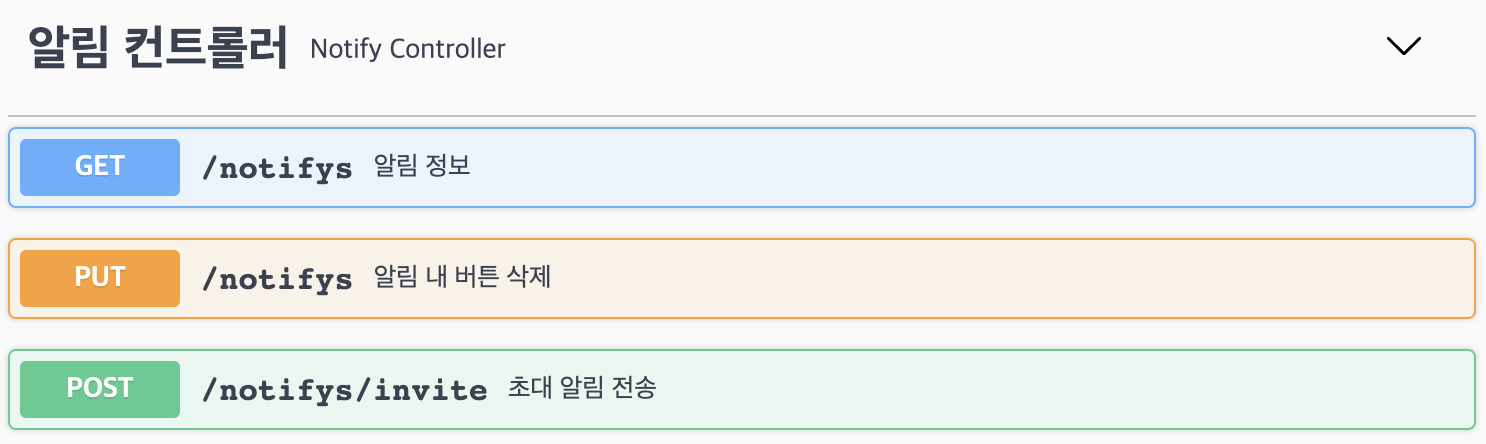 알림 컨트롤러 Notify Controller
GET /notifys 알림 정보
PUT /notifys 알림 내 버튼 삭제
POST /notifys/invite 초대 알림 전송